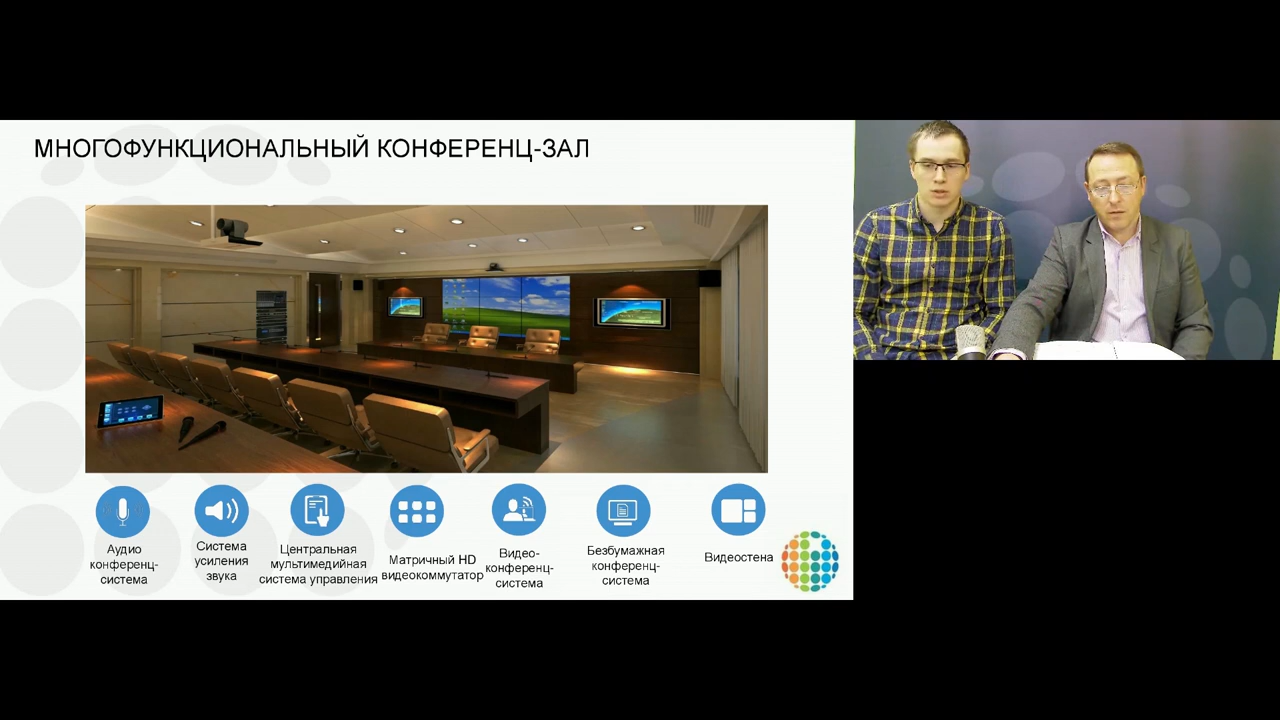 МНОГОФУНКЦИОНАЛЬНЫЙ КОНФЕРЕНЦ-ЗАЛ
Аудио
конференц-
система
Система
усиления
звука
Центральная
мультимедийная
система управления
Матричный HD
видеокоммутатор
Видео-
конференц-
система
Безбумажная
конференц-
система
Видеостена